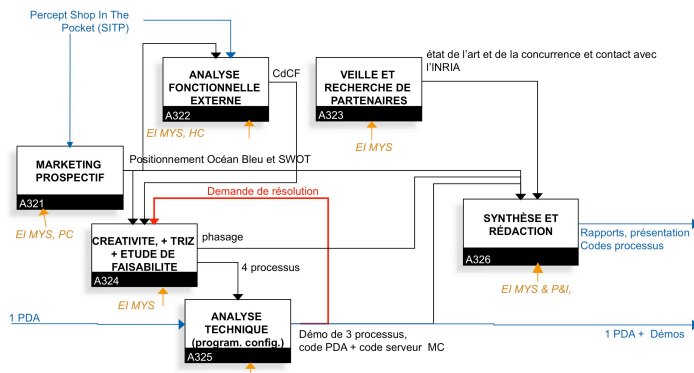 Percept Shop In The
Pocket (SITP)
état de l'art et de la concurrence et contact avec
l'INRIA
ANALYSE
FONCTIONNELLE
EXTERNE
A322
CdCF
VEILLE ET
RECHERCHE DE
PARTENAIRES
A323
EI MYS, HC
EI MYS
MARKETING
PROSPECTIF
A321
Positionnement Océan Bleu et SWOT
Demande de résolution
EI MYS, PC
CREATIVITE, + TRIZ
+ ETUDE DE
FAISABILITE
A324
phasage
SYNTHÈSE ET
RÉDACTION
A326
Rapports, présentation
Codes processus
4 processus
EI MYS
EI MYS & P&I,
1 PDA
ANALYSE
TECHNIQUE
(program. config.)
A325
Démo de 3 processus,
code PDA + code serveur MC
1 PDA + Démos